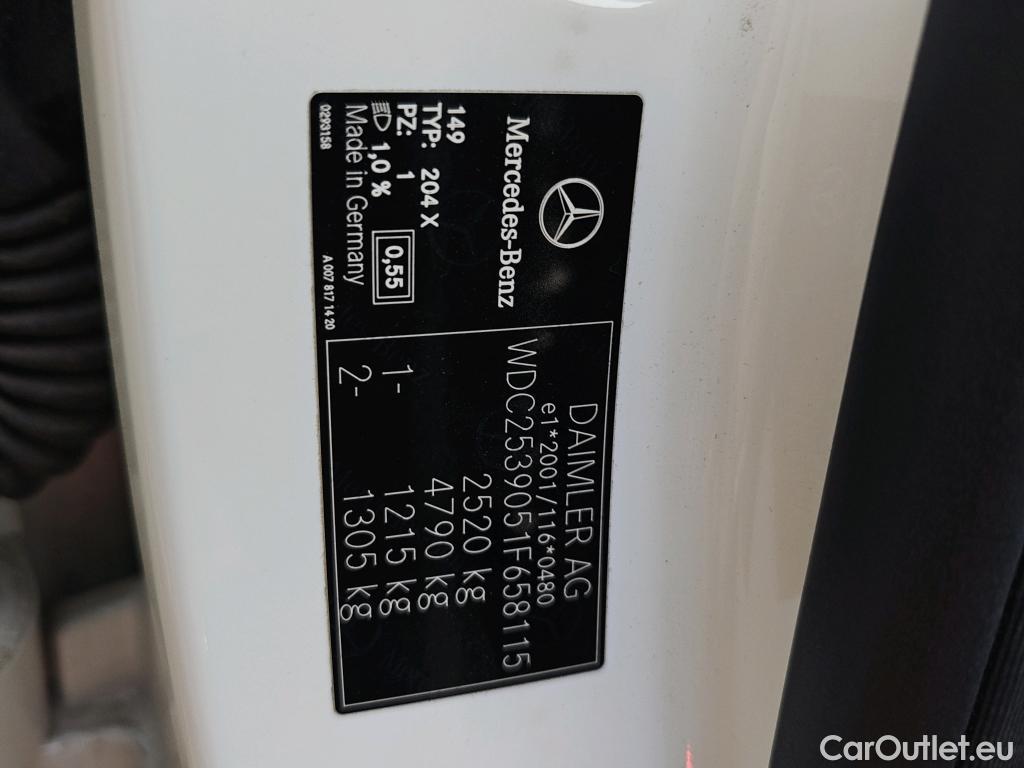 Mercedes-Benz
149
TYP: 204 X
PZ: 1
1,0 %
0,55
Made in Germany
0293158
A 007 817 14 20
DAIMLER AG
e1*2001/116*0480
WDC2539051F658115
2520 kg
4790 kg
1- 1215 kg
2- 1305 kg
CarOutlet.eu